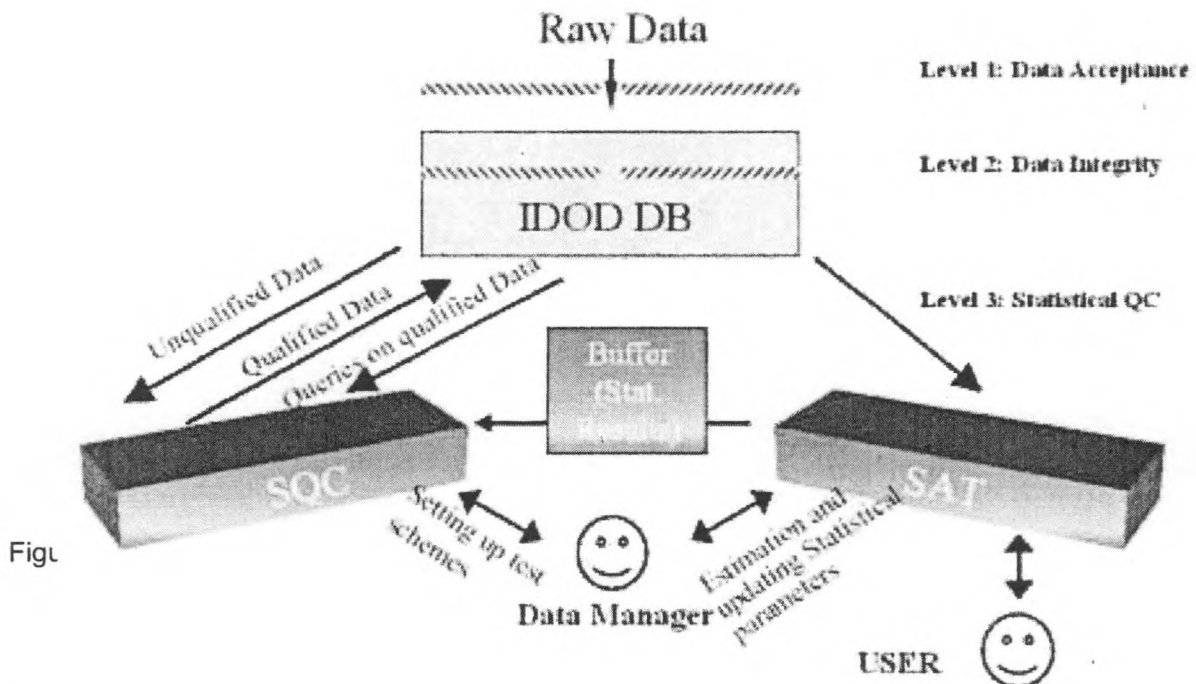 Raw Data
Level 1: Data Acceptance
Level 2: Data Integrity
IDOD DB
Level 3: Statistical QC
Unqualified Data
Qualified Data
Queries on qualified Data
Buffer
(Stat.
Results)
SQC
SAT
Setting up test
schemes
Estimation and
updating Statistical
parameters
Figu
Data Manager
USER